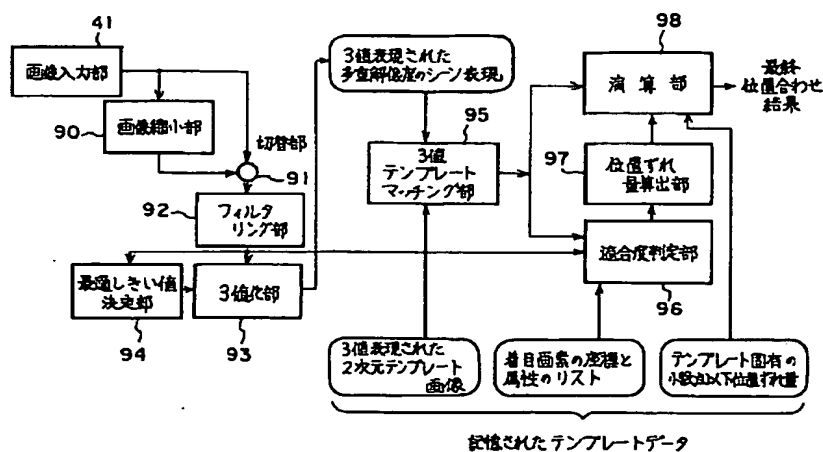 41
画像入力部
90
画像縮小部
切替部
91
92
フィルタ
リング部
最適しきい値
決定部
94
3値化部
93
3値表現された
多重解像度のシーン表現
95
3値
テンプレート
マッチング部
3値表現された
2次元テンプレート
画像
98
演算部
最終
位置合わせ
結果
97
位置ずれ
量算出部
適合度判定部
96
着目画素の座標と
属性のリスト
テンプレート固有の
小数点以下位置ずれ量
記憶されたテンプレートデータ